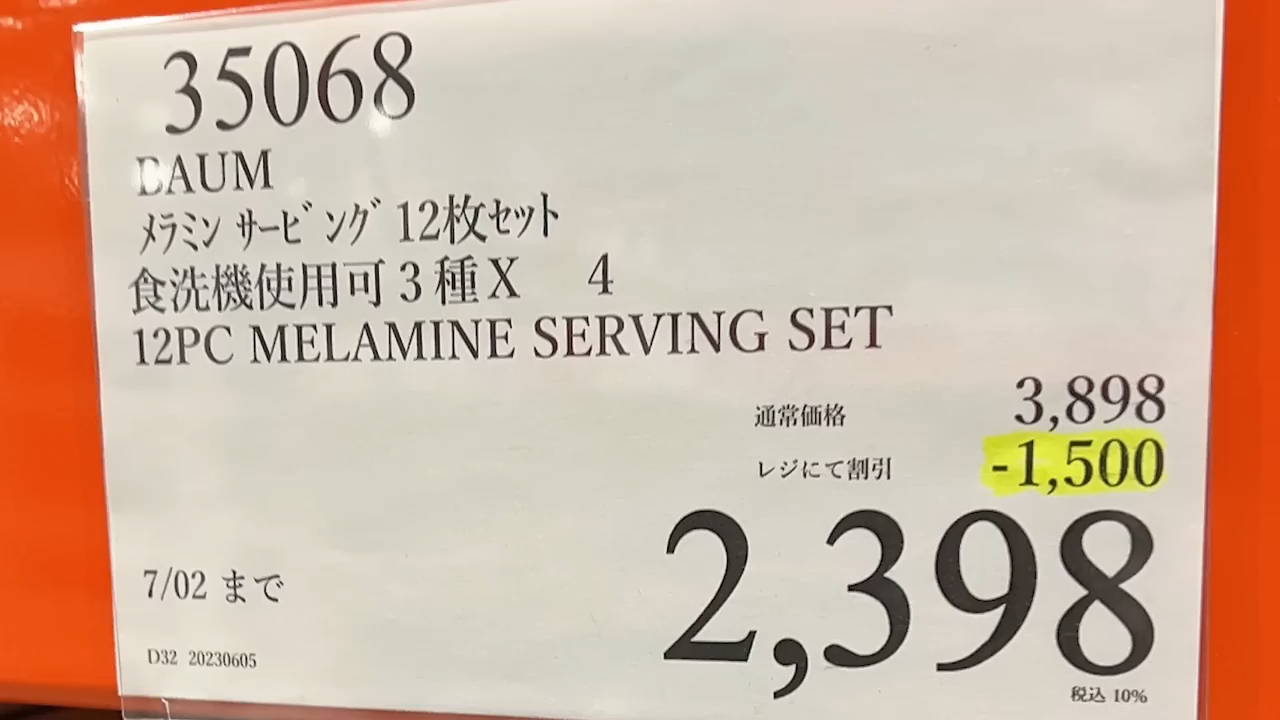 35068
BAUM
ﾒﾗﾐﾝ ｻｰﾋﾞﾝｸﾞ 12枚ｾｯﾄ
食洗機使用可３種X 4
12PC MELAMINE SERVING SET
通常価格 3,898
レジにて割引 -1,500
2,398
7/02 まで
D32 20230605
税込 10%